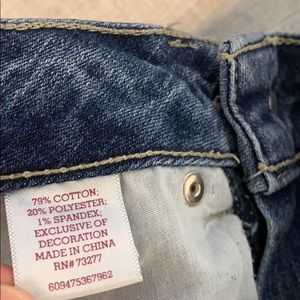 79% COTTON;
20% POLYESTER;
1% SPANDEX;
EXCLUSIVE OF
DECORATION
MADE IN CHINA
RN# 73277
609475367962